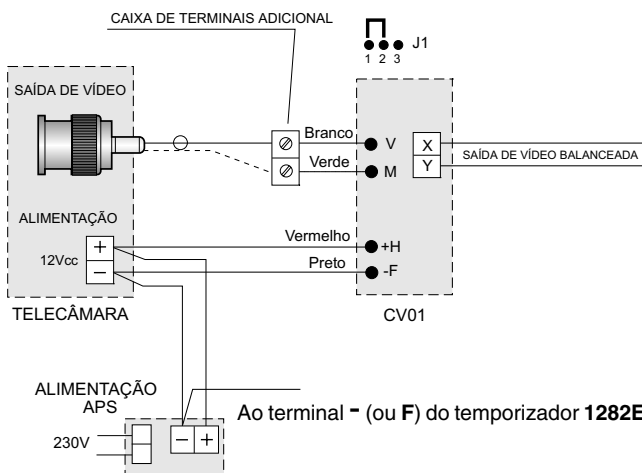 CAIXA DE TERMINAIS ADICIONAL
J1
1 2 3
SAÍDA DE VÍDEO
Branco
V
X
SAÍDA DE VÍDEO BALANCEADA
Verde
M
Y
ALIMENTAÇÃO
Vermelho
+
+H
12Vcc
Preto
−
-F
TELECÂMARA
CV01
ALIMENTAÇÃO
APS
Ao terminal - (ou F) do temporizador 1282E
230V
− +